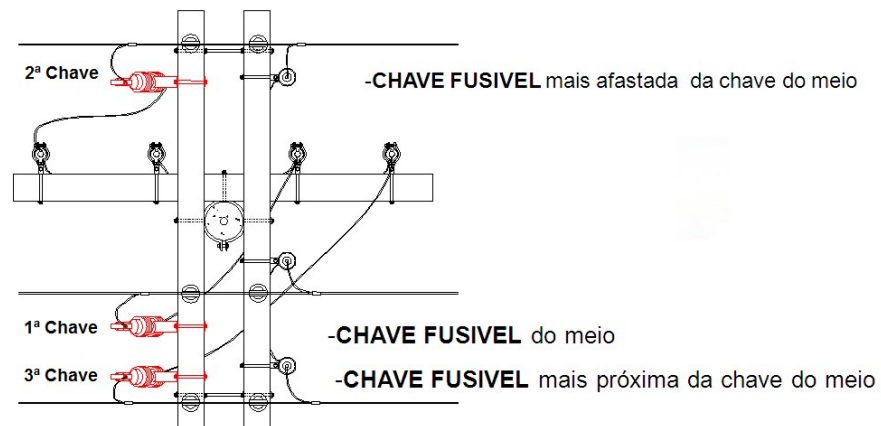 2ª Chave
-CHAVE FUSIVEL mais afastada da chave do meio
1ª Chave
-CHAVE FUSIVEL do meio
3ª Chave
-CHAVE FUSIVEL mais próxima da chave do meio